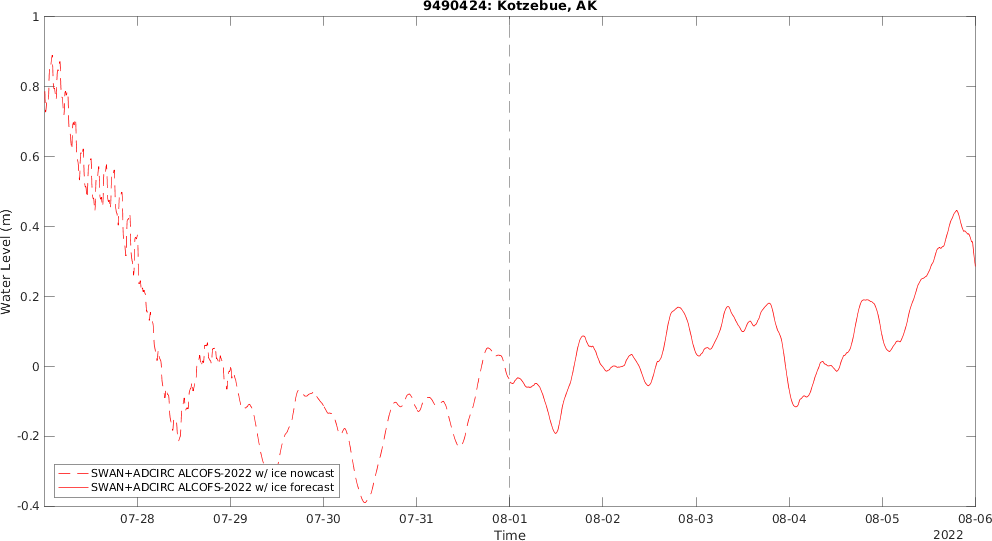 9490424: Kotzebue, AK
1
0.8
0.6
0.4
0.2
0
-0.2
-0.4
Water Level (m)
SWAN+ADCIRC ALCOFS-2022 w/ ice nowcast
SWAN+ADCIRC ALCOFS-2022 w/ ice forecast
07-28 07-29 07-30 07-31 08-01 08-02 08-03 08-04 08-05 08-06
Time
2022